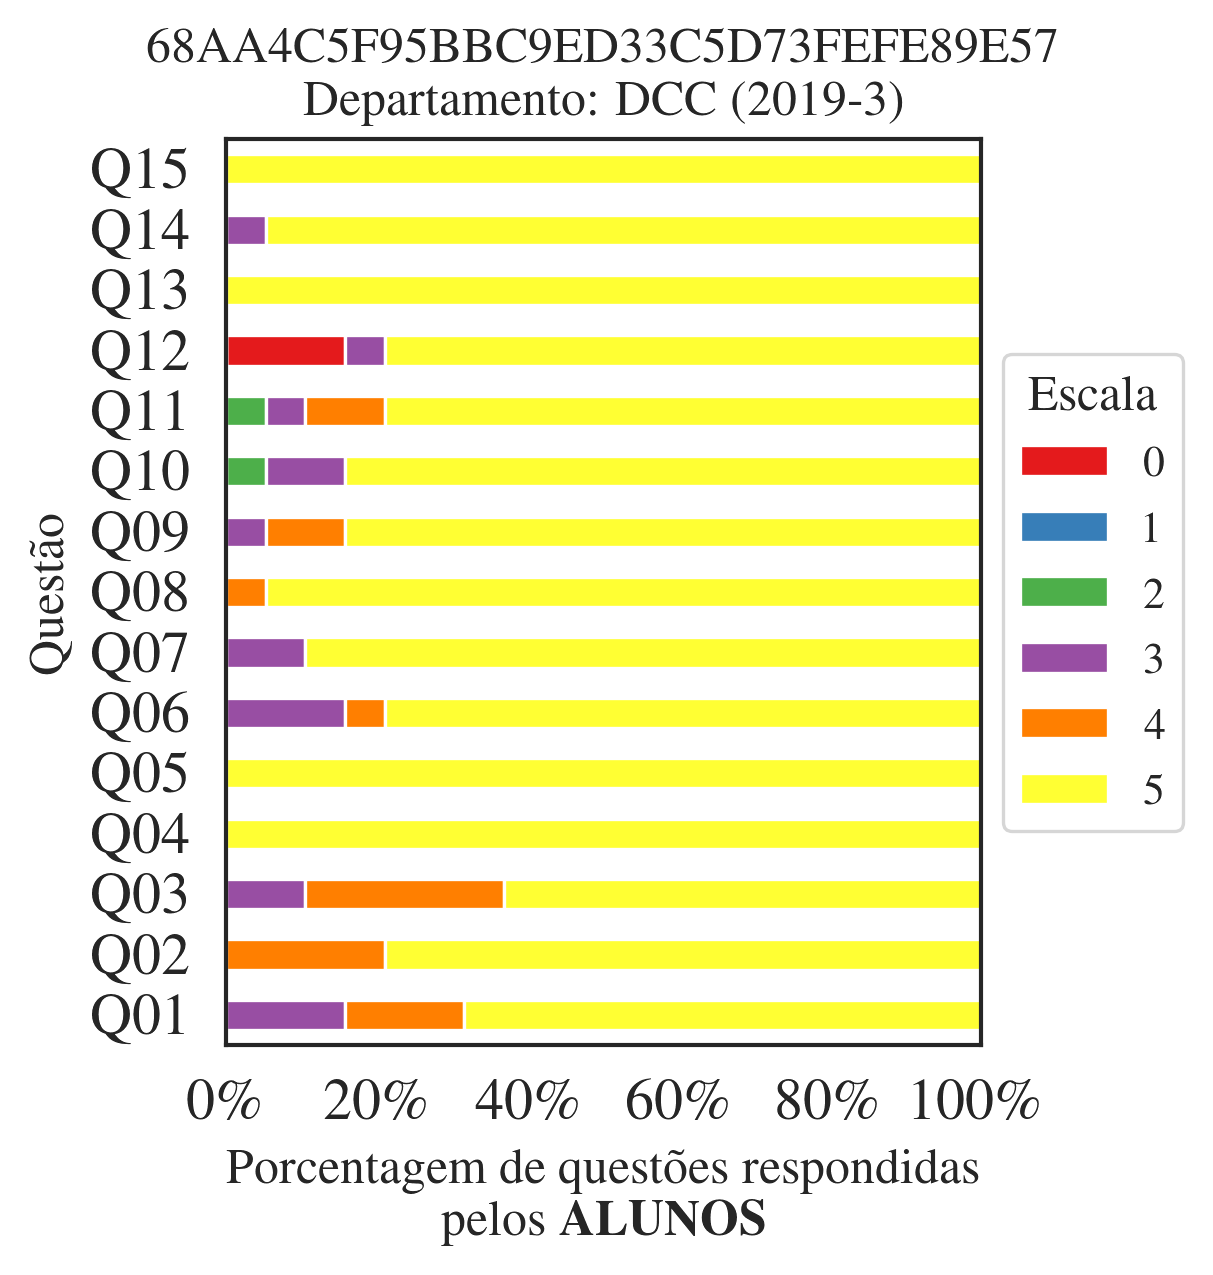 68AA4C5F95BBC9ED33C5D73FEFE89E57
Departamento: DCC (2019-3)
Q15
Q14
Q13
Q12
Q11
Q10
Q09
Q08
Q07
Q06
Q05
Q04
Q03
Q02
Q01
Questão
0% 20% 40% 60% 80% 100%
Porcentagem de questões respondidas
pelos ALUNOS
Escala
0
1
2
3
4
5